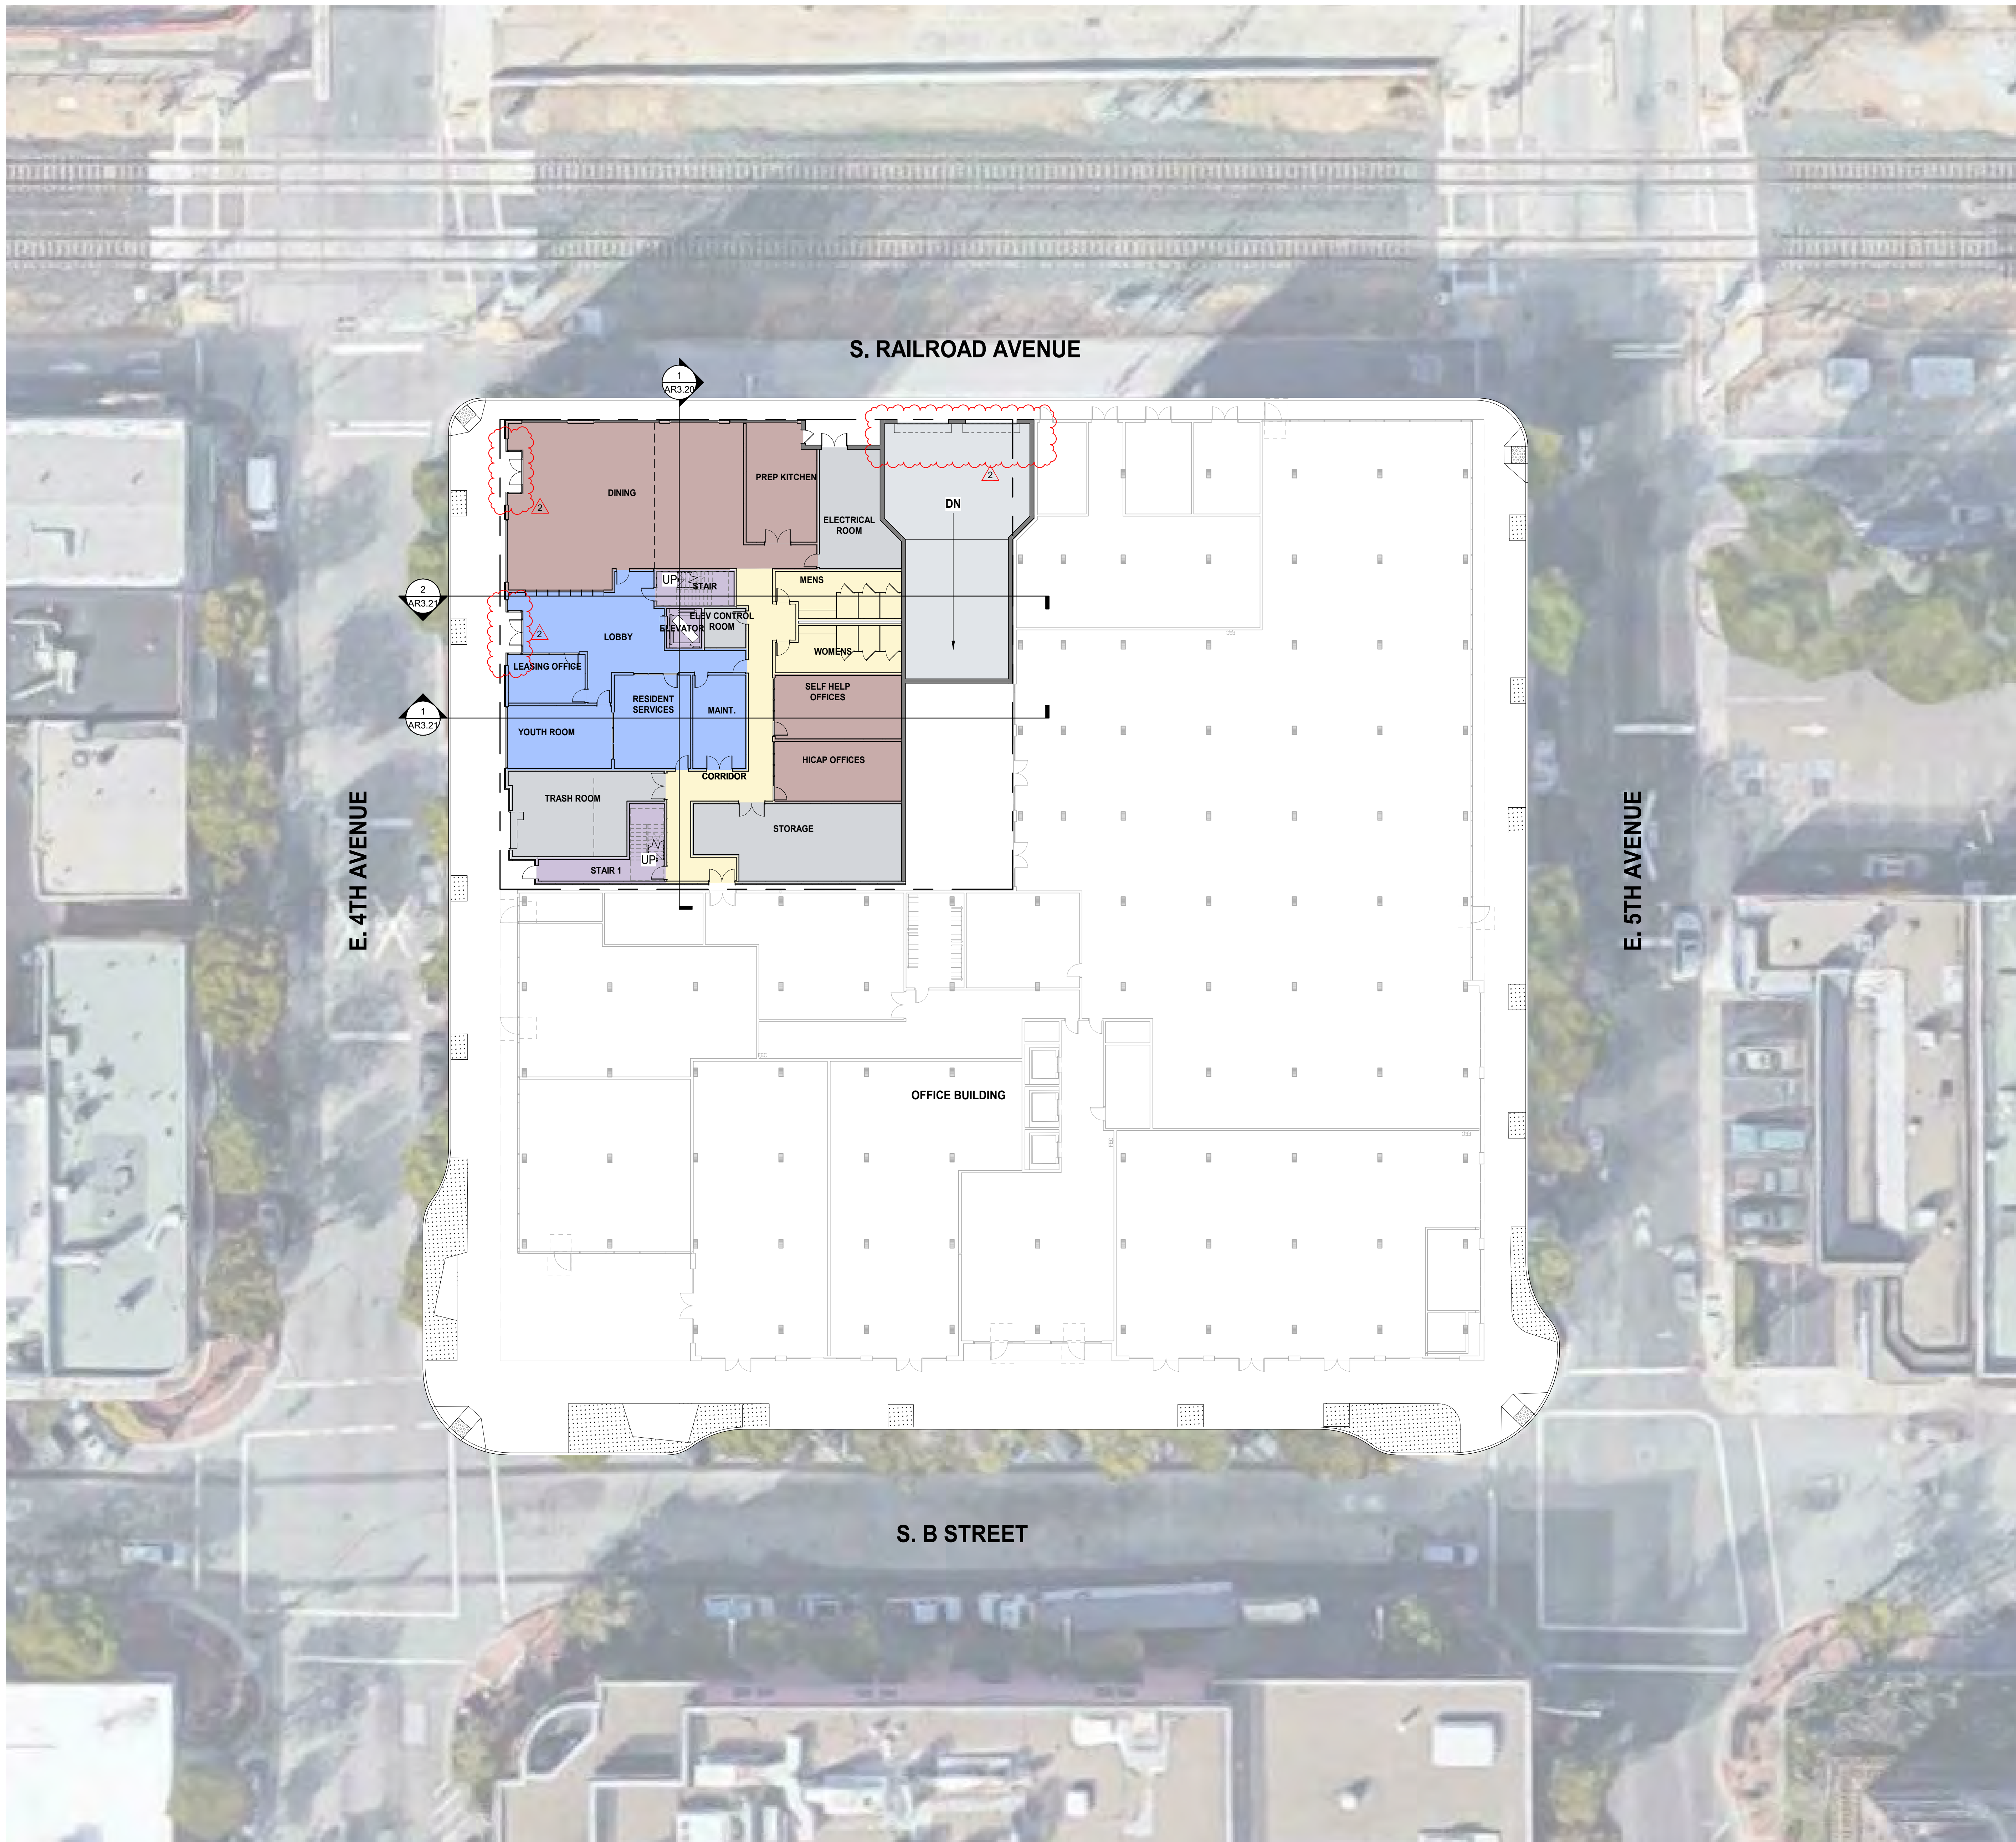 S. RAILROAD AVENUE
1
AR3.20
DINING
PREP KITCHEN
2
2
DN
ELECTRICAL
ROOM
UP
STAIR
MENS
2
AR3.21
2
LOBBY
ELEV CONTROL
ROOM
ELEVATOR
WOMENS
LEASING OFFICE
SELF HELP
OFFICES
RESIDENT
SERVICES
MAINT.
1
AR3.21
YOUTH ROOM
HICAP OFFICES
CORRIDOR
TRASH ROOM
STORAGE
UP
STAIR 1
E. 4TH AVENUE
E. 5TH AVENUE
OFFICE BUILDING
S. B STREET